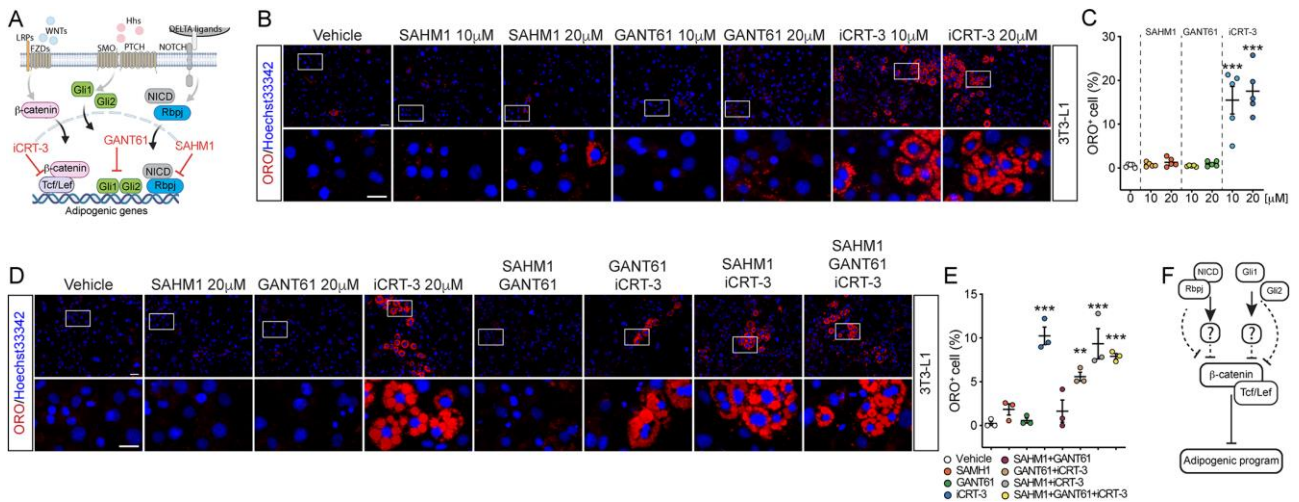 A
WNTs
Hhs
DELTA ligands
LRPs
FZDs
SMO
PTCH
NOTCH
Gli1
Gli2
NICD
Rbpj
β-catenin
iCRT-3
GANT61
SAHM1
β-catenin
Tcf/Lef
Gli1
Gli2
NICD
Rbpj
Adipogenic genes
B
Vehicle
SAHM1 10μM
SAHM1 20μM
GANT61 10μM
GANT61 20μM
iCRT-3 10μM
iCRT-3 20μM
ORO/Hoechst33342
3T3-L1
C
SAHM1
GANT61
iCRT-3
ORO⁺ cell (%)
30
20
10
0
***
***
0
10
20
10
20
10
20
[μM]
D
Vehicle
SAHM1 20μM
GANT61 20μM
iCRT-3 20μM
SAHM1
GANT61
GANT61
iCRT-3
SAHM1
iCRT-3
SAHM1
GANT61
iCRT-3
ORO/Hoechst33342
3T3-L1
E
ORO⁺ cell (%)
15
10
5
0
***
**
***
***
Vehicle
SAMH1
GANT61
iCRT-3
SAHM1+GANT61
GANT61+iCRT-3
SAHM1+iCRT-3
SAHM1+GANT61+iCRT-3
F
NICD
Rbpj
Gli1
Gli2
?
?
β-catenin
Tcf/Lef
Adipogenic program